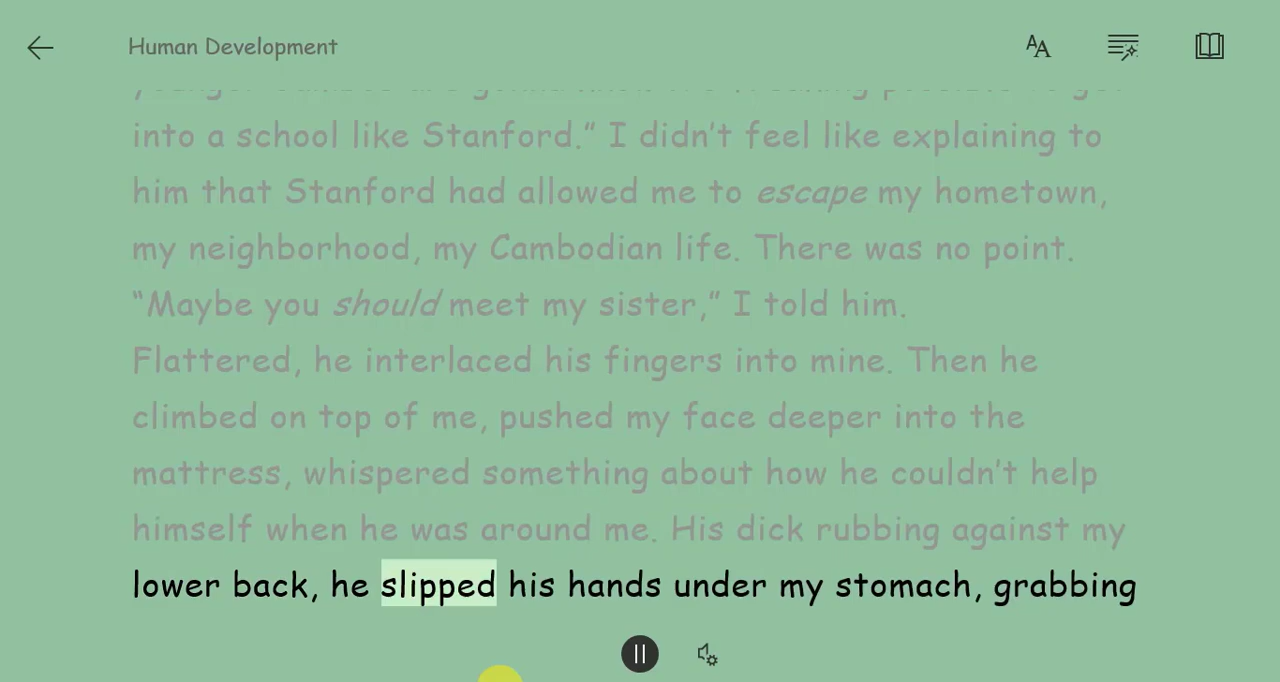 Human Development
into a school like Stanford.” I didn’t feel like explaining to
him that Stanford had allowed me to escape my hometown,
my neighborhood, my Cambodian life. There was no point.
“Maybe you should meet my sister,” I told him.
Flattered, he interlaced his fingers into mine. Then he
climbed on top of me, pushed my face deeper into the
mattress, whispered something about how he couldn’t help
himself when he was around me. His dick rubbing against my
lower back, he slipped his hands under my stomach, grabbing